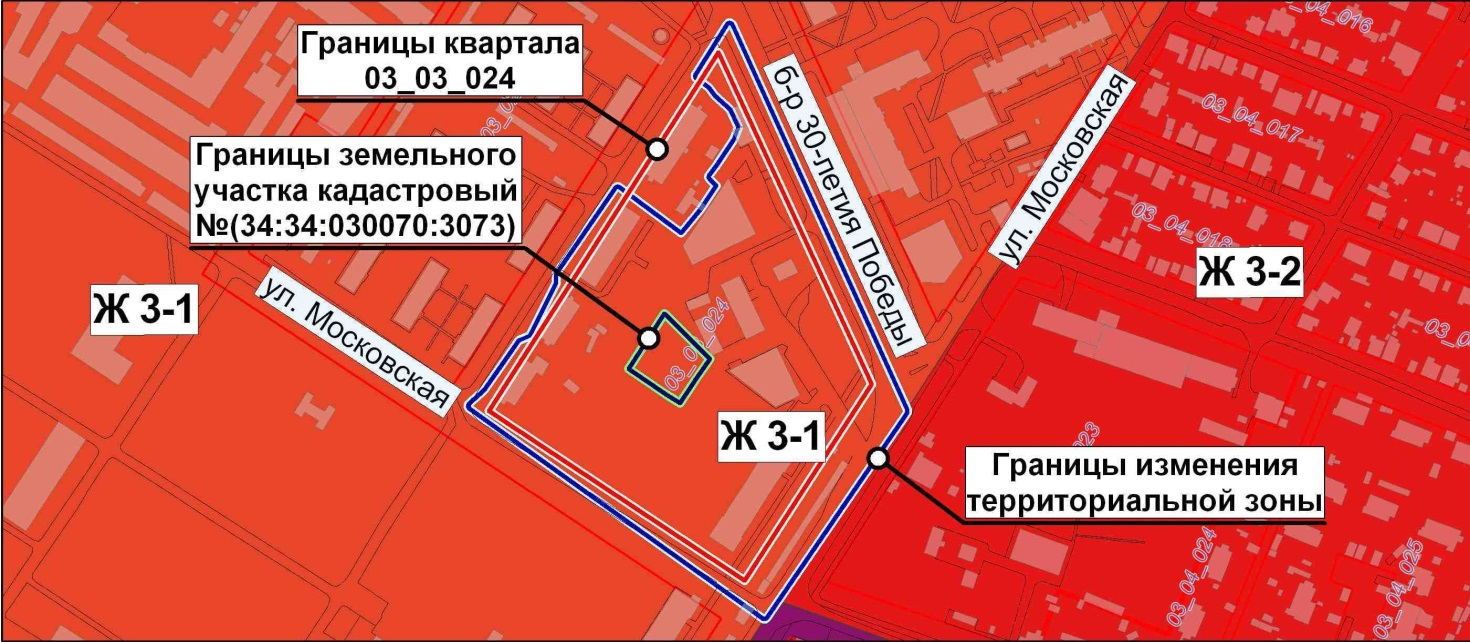 Границы квартала
03_03_024
Границы земельного
участка кадастровый
№(34:34:030070:3073)
б-р 30-летия Победы
ул. Московская
ул. Московская
Ж 3-1
Ж 3-2
Ж 3-1
Границы изменения
территориальной зоны
03_04_017
03_04_018
03_04_024
03_04_025